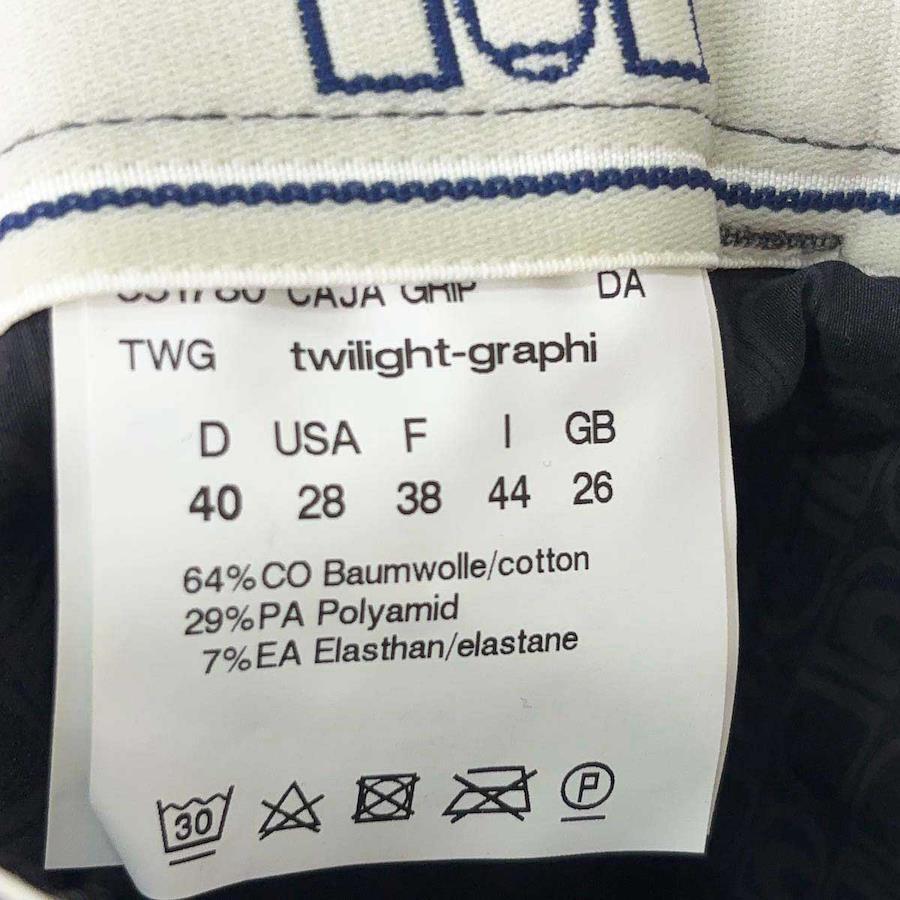 CAJA GRIP DA
TWG twilight-graphi
D USA F I GB
40 28 38 44 26
64%CO Baumwolle/cotton
29%PA Polyamid
7%EA Elasthan/elastane
30 P